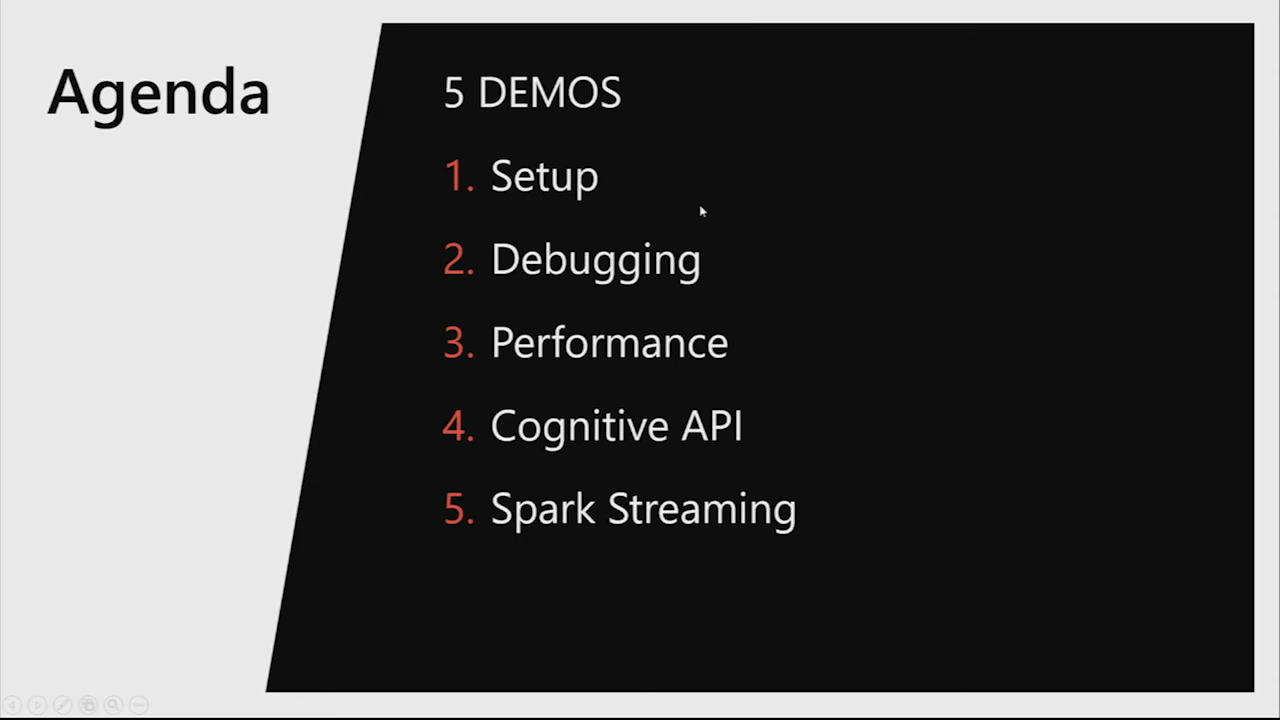 Agenda
5 DEMOS
1. Setup
2. Debugging
3. Performance
4. Cognitive API
5. Spark Streaming